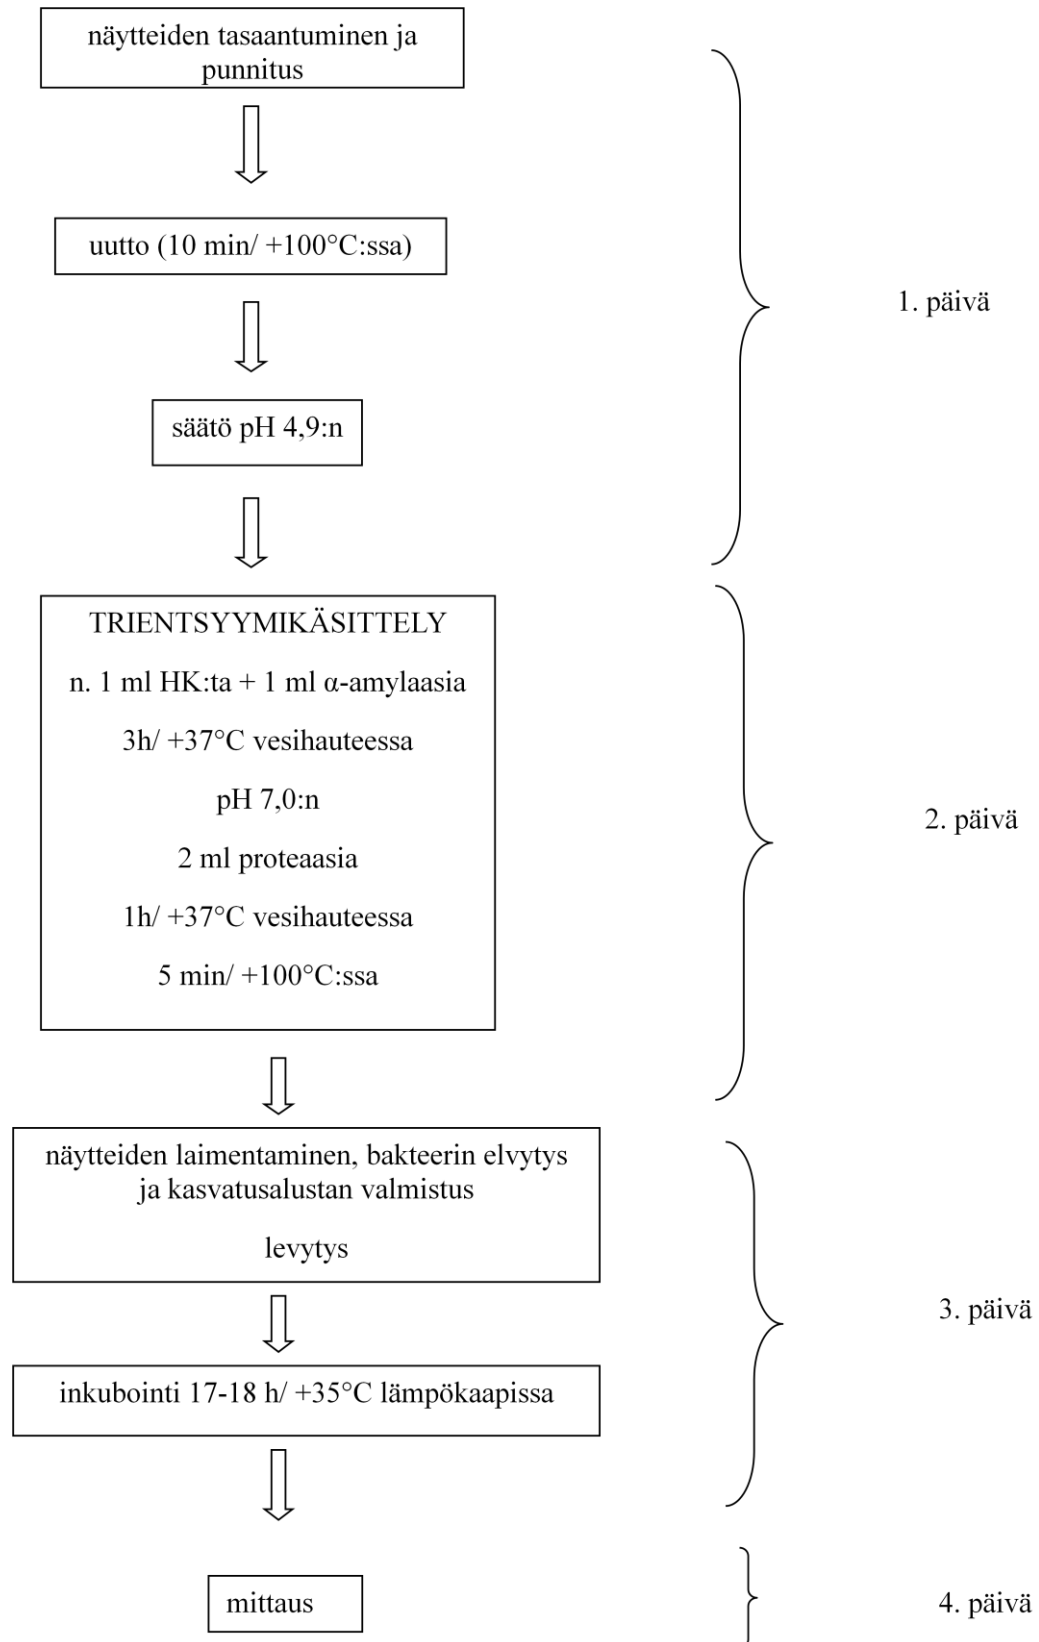 näytteiden tasaantuminen ja
punnitus
uutto (10 min/ +100°C:ssa)
säätö pH 4,9:n
1. päivä
TRIENTSYYMIKÄSITTELY
n. 1 ml HK:ta + 1 ml α-amylaasia
3h/ +37°C vesihauteessa
pH 7,0:n
2 ml proteaasia
1h/ +37°C vesihauteessa
5 min/ +100°C:ssa
2. päivä
näytteiden laimentaminen, bakteerin elvytys
ja kasvatusalustan valmistus
levytys
inkubointi 17-18 h/ +35°C lämpökaapissa
3. päivä
mittaus
4. päivä